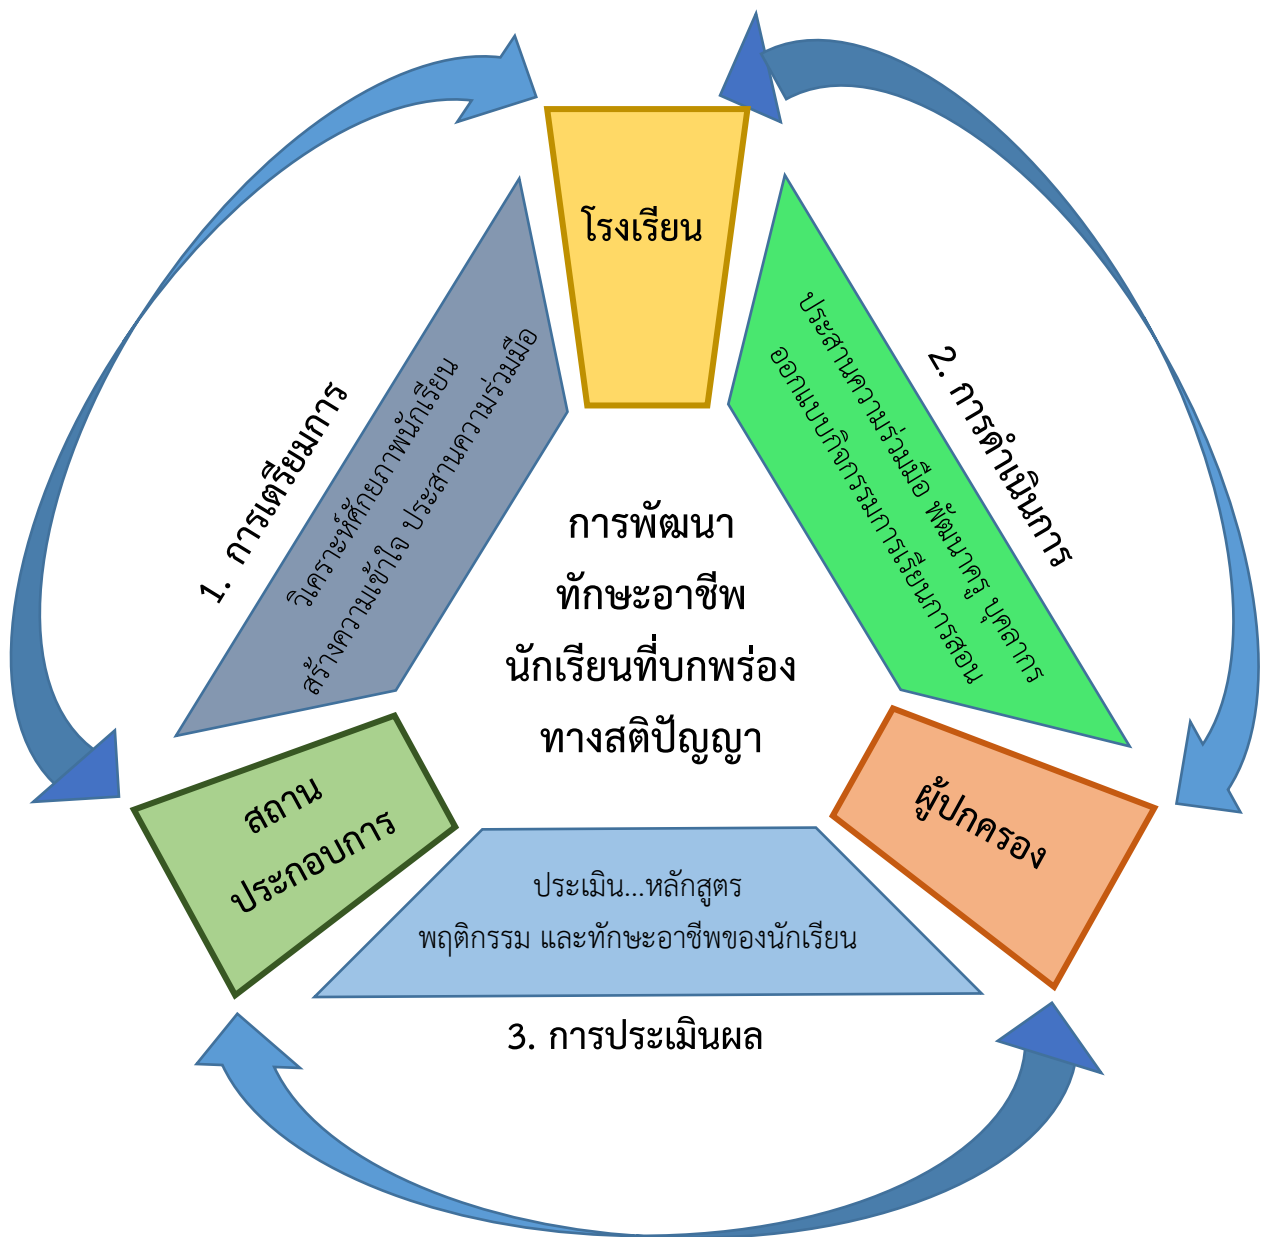 โรงเรียน
1. การเตรียมการ
วิเคราะห์ศักยภาพนักเรียน
สร้างความเข้าใจ ประสานความร่วมมือ
2. การดำเนินการ
ประสานความร่วมมือ พัฒนาครู บุคลากร
ออกแบบกิจกรรมการเรียนการสอน
การพัฒนา
ทักษะอาชีพ
นักเรียนที่บกพร่อง
ทางสติปัญญา
สถาน
ประกอบการ
ผู้ปกครอง
ประเมิน...หลักสูตร
พฤติกรรม และทักษะอาชีพของนักเรียน
3. การประเมินผล